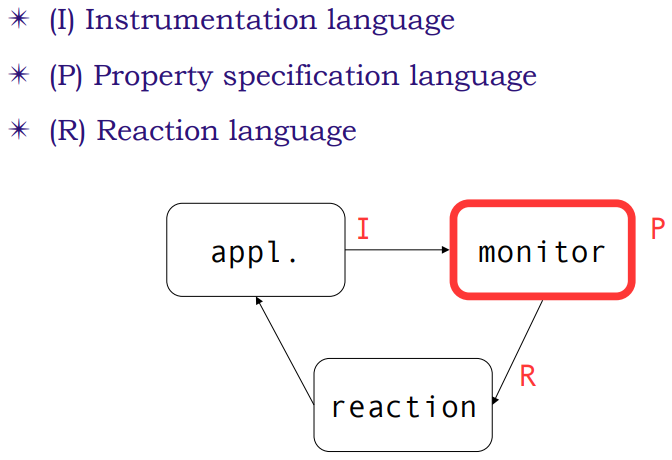 (I) Instrumentation language
(P) Property specification language
(R) Reaction language
appl.
I
monitor
P
R
reaction